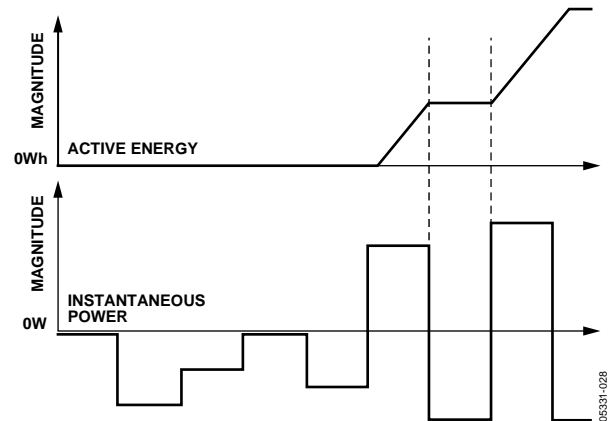 MAGNITUDE
0Wh
ACTIVE ENERGY
MAGNITUDE
0W
INSTANTANEOUS
POWER
05331-028